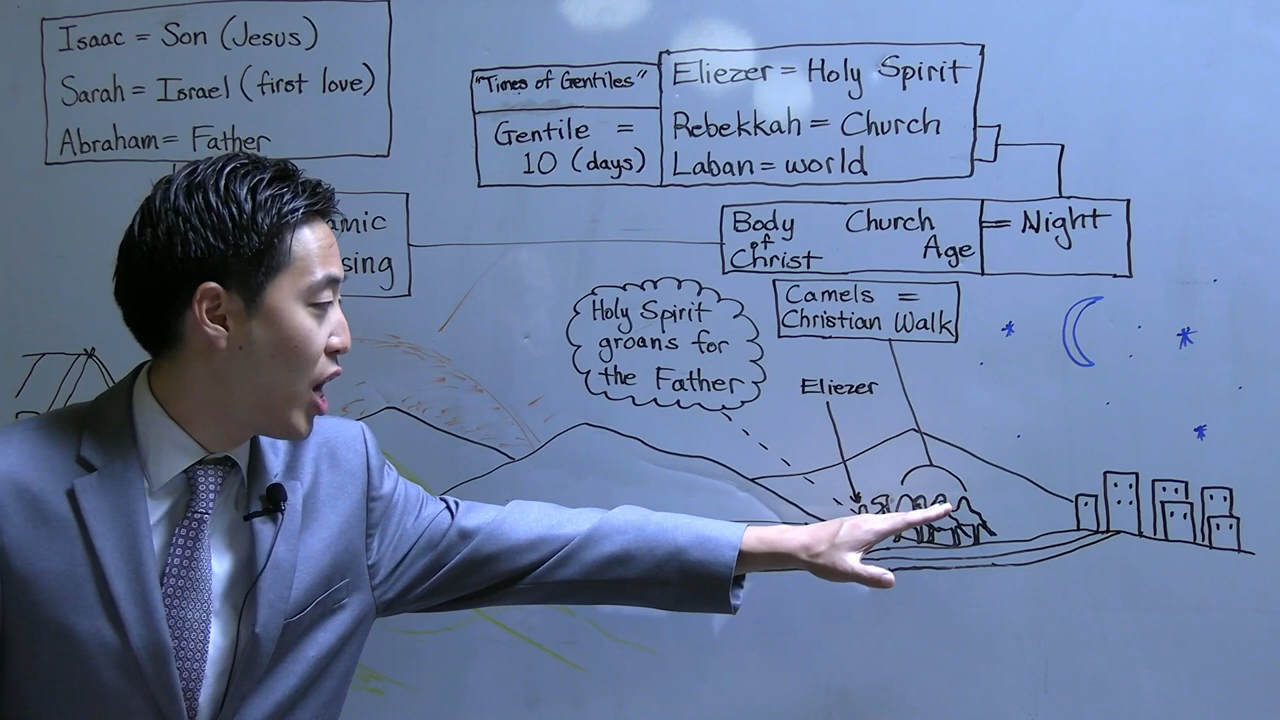 Isaac = Son (Jesus)
Sarah = Israel (first love)
Abraham = Father
"Times of Gentiles"
Gentile =
10 (days)
Eliezer = Holy Spirit
Rebekkah = Church
Laban = world
Body Church
of Age
Christ
= Night
Camels =
Christian Walk
Holy Spirit
groans for
the Father
Eliezer